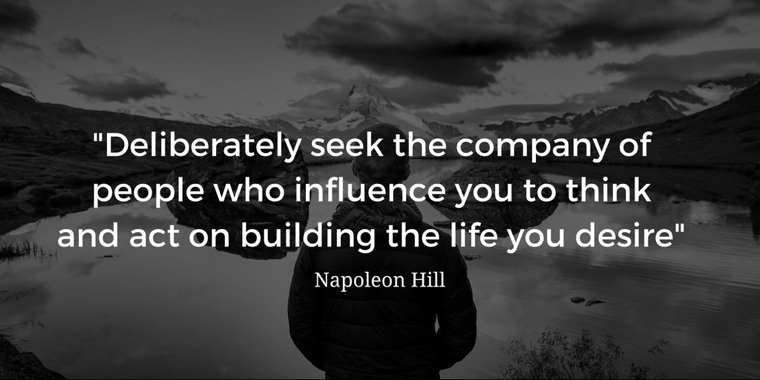 "Deliberately seek the company of
people who influence you to think
and act on building the life you desire"
Napoleon Hill